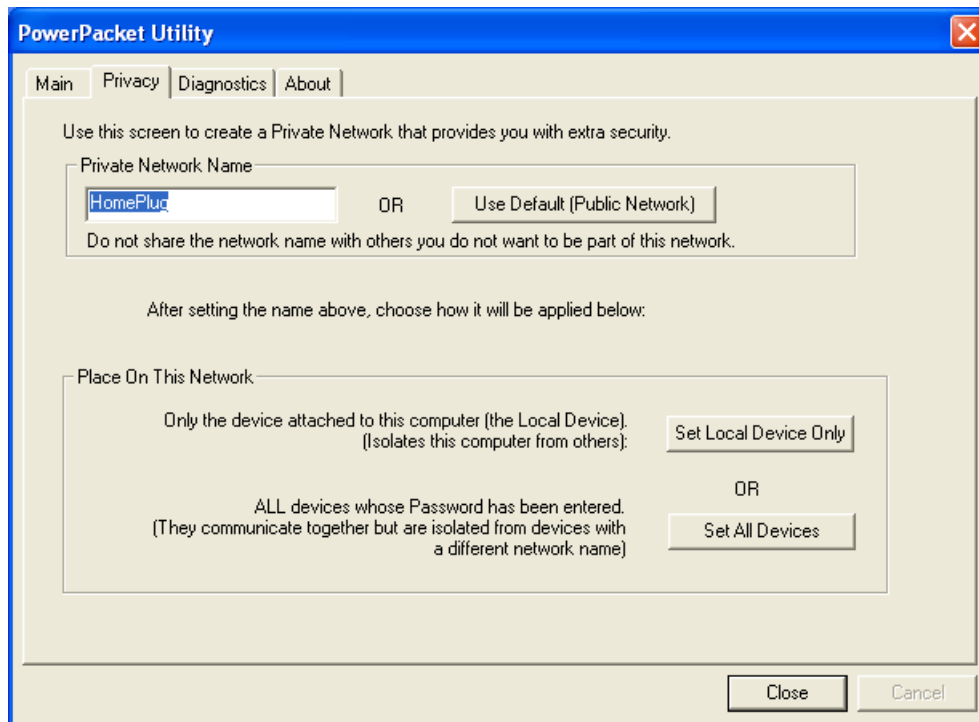 PowerPacket Utility
Main Privacy Diagnostics About
Use this screen to create a Private Network that provides you with extra security.
Private Network Name
HomePlug OR Use Default (Public Network)
Do not share the network name with others you do not want to be part of this network.
After setting the name above, choose how it will be applied below:
Place On This Network
Only the device attached to this computer (the Local Device).
(Isolates this computer from others):
Set Local Device Only
OR
ALL devices whose Password has been entered.
(They communicate together but are isolated from devices with
a different network name)
Set All Devices
Close Cancel